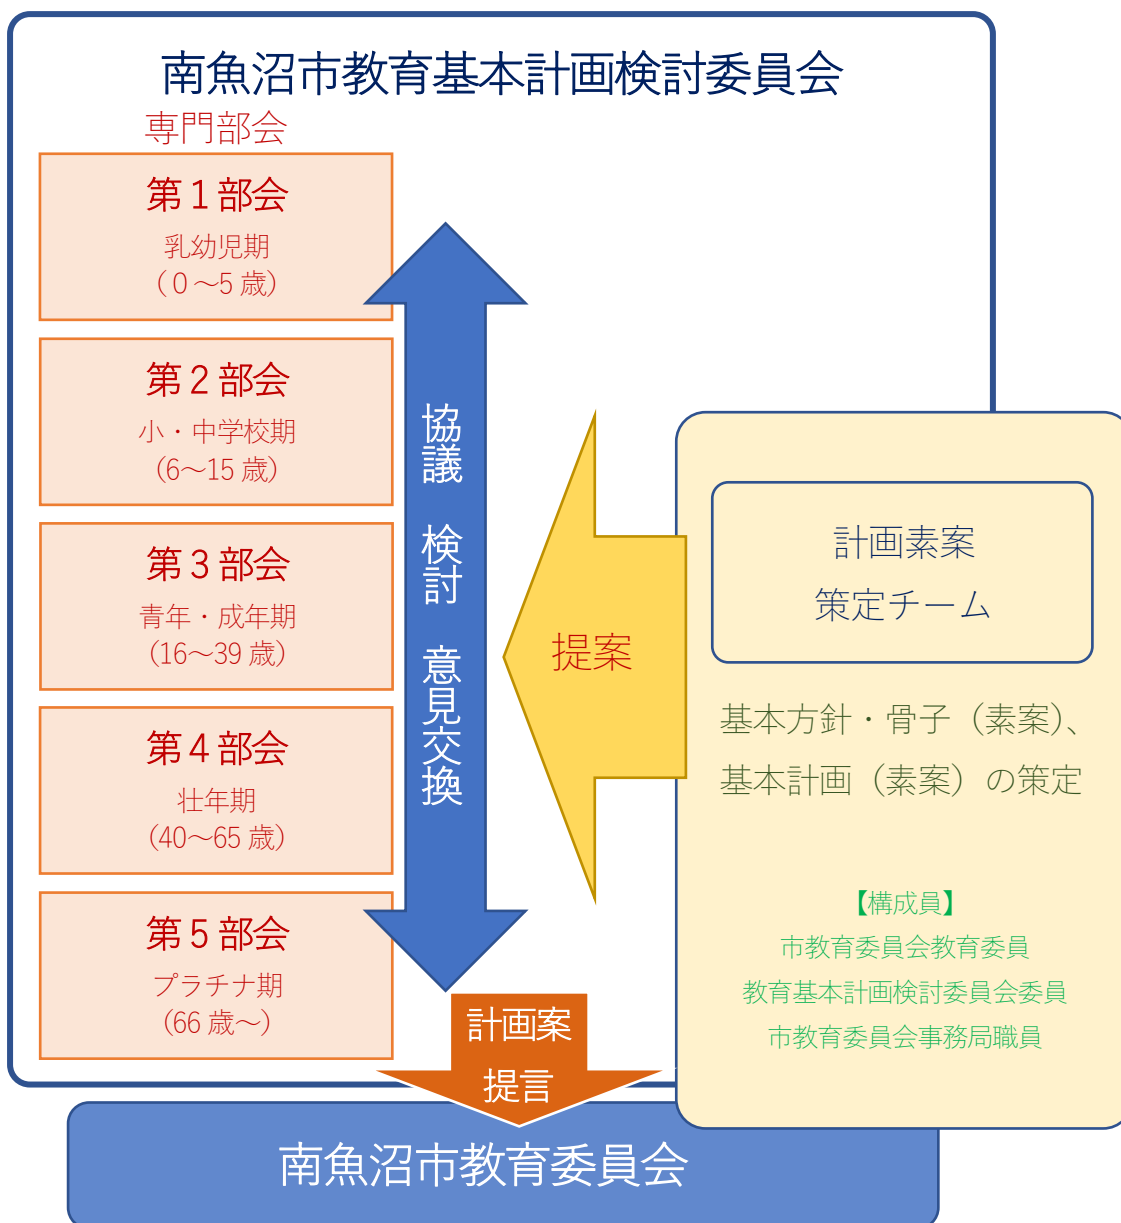 南魚沼市教育基本計画検討委員会
専門部会
第１部会
乳幼児期
（０～5 歳）
第２部会
小・中学校期
（6～15 歳）
第３部会
青年・成年期
（16～39 歳）
第４部会
壮年期
（40～65 歳）
第５部会
プラチナ期
（66 歳～）
協議　検討　意見交換
提案
計画素案
策定チーム
基本方針・骨子（素案）、
基本計画（素案）の策定
【構成員】
市教育委員会教育委員
教育基本計画検討委員会委員
市教育委員会事務局職員
計画案
提言
南魚沼市教育委員会